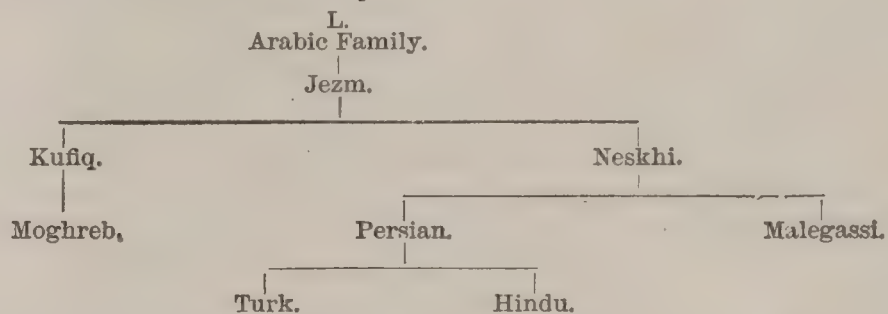 L.
Arabic Family.
Jezm.
Kufiq. Neskhi.
Moghreb. Persian. Malegassi.
Turk. Hindu.